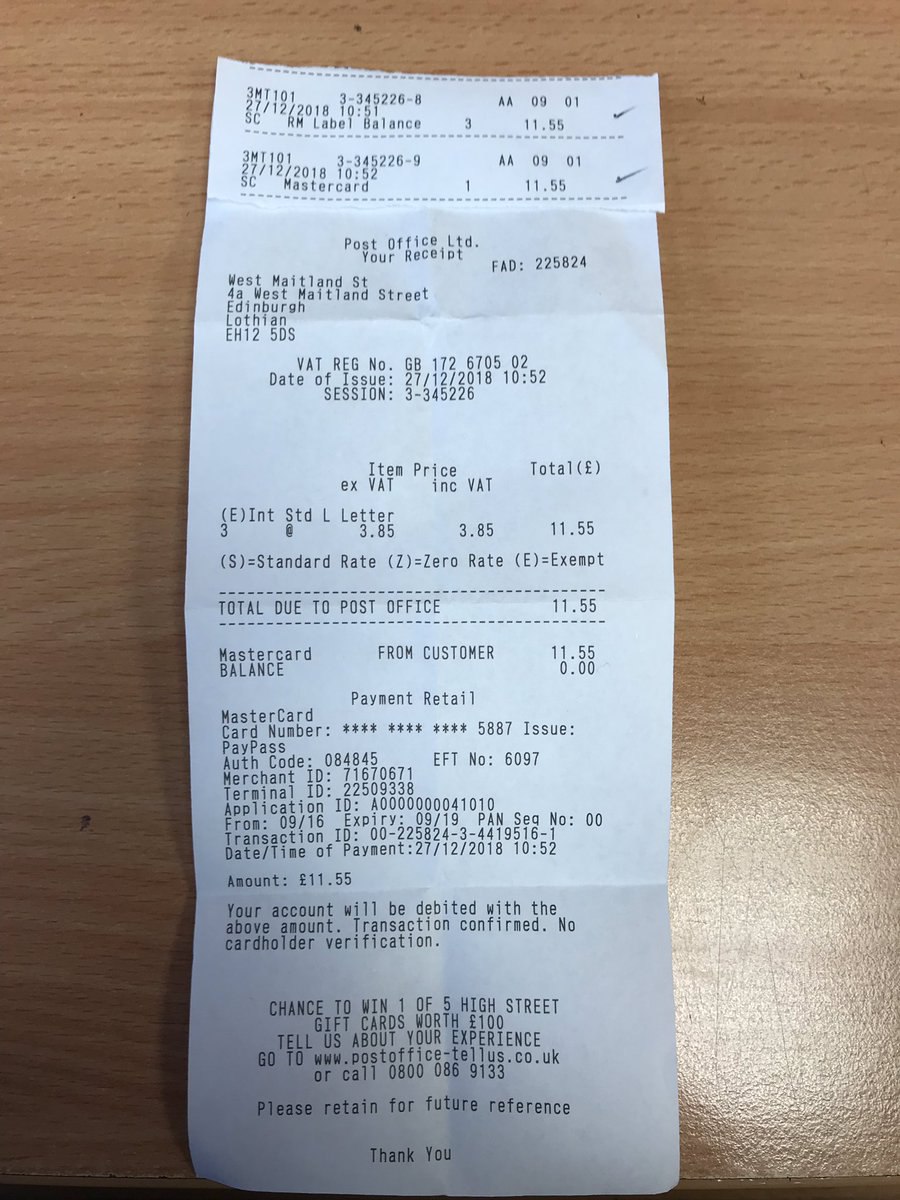 3MT101 3-345226-8 AA 09 01
27/12/2018 10:51
SC RM Label Balance 3 11.55
3MT101 3-345226-9 AA 09 01
27/12/2018 10:52
SC Mastercard 1 11.55
Post Office Ltd.
Your Receipt
FAD: 225824
West Maitland St
4a West Maitland Street
Edinburgh
Lothian
EH12 5DS
VAT REG No. GB 172 6705 02
Date of Issue: 27/12/2018 10:52
SESSION: 3-345226
Item Price Total(£)
ex VAT inc VAT
(E)Int Std L Letter
3 @ 3.85 3.85 11.55
(S)=Standard Rate (Z)=Zero Rate (E)=Exempt
TOTAL DUE TO POST OFFICE 11.55
Mastercard FROM CUSTOMER 11.55
BALANCE 0.00
Payment Retail
MasterCard
Card Number: **** **** **** 5887 Issue:
PayPass
Auth Code: 084845 EFT No: 6097
Merchant ID: 71670671
Terminal ID: 22509338
Application ID: A0000000041010
From: 09/16 Expiry: 09/19 PAN Seq No: 00
Transaction ID: 00-225824-3-4419516-1
Date/Time of Payment:27/12/2018 10:52
Amount: £11.55
Your account will be debited with the
above amount. Transaction confirmed. No
cardholder verification.
CHANCE TO WIN 1 OF 5 HIGH STREET
GIFT CARDS WORTH £100
TELL US ABOUT YOUR EXPERIENCE
GO TO www.postoffice-tellus.co.uk
or call 0800 086 9133
Please retain for future reference
Thank You